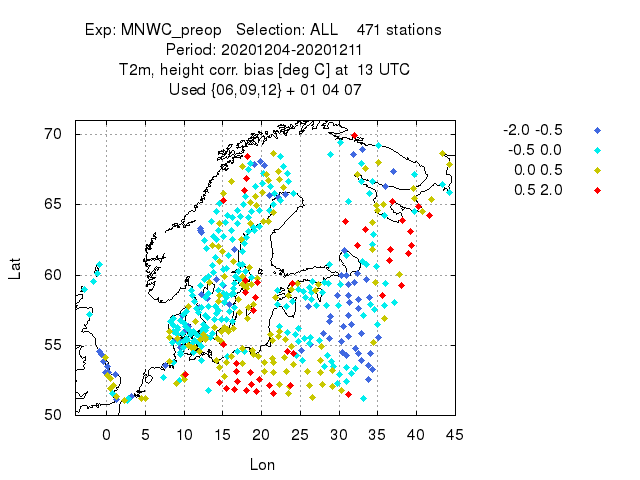 Exp: MNWC_preop   Selection: ALL    471 stations
Period: 20201204-20201211
T2m, height corr. bias [deg C] at  13 UTC
Used {06,09,12} + 01 04 07
-2.0 -0.5
-0.5 0.0
0.0 0.5
0.5 2.0
70
65
60
55
50
Lat
0 5 10 15 20 25 30 35 40 45
Lon